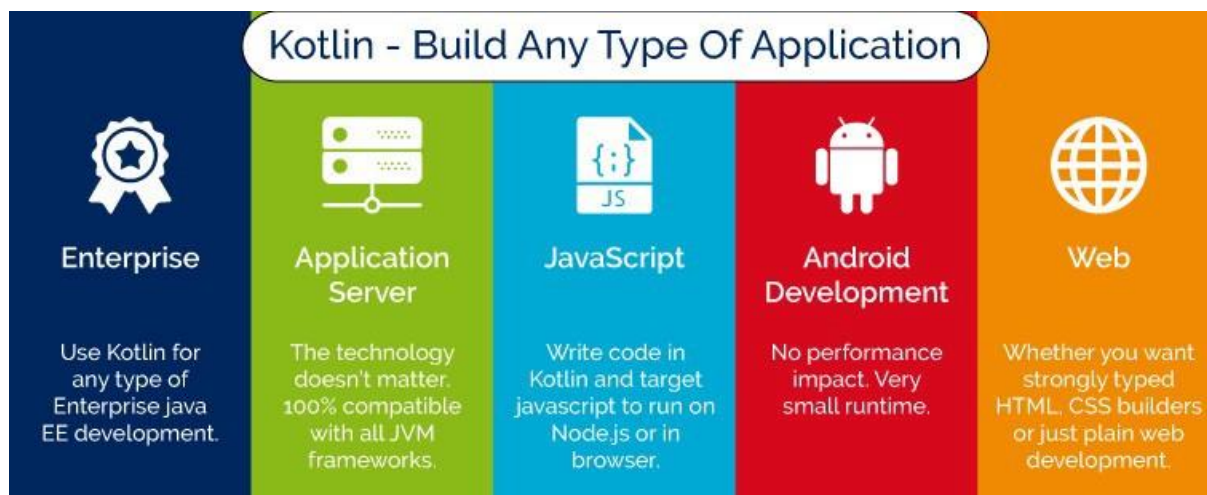 Kotlin - Build Any Type Of Application
Enterprise
Use Kotlin for
any type of
Enterprise java
EE development.
Application
Server
The technology
doesn't matter.
100% compatible
with all JVM
frameworks.
{;}
JS
JavaScript
Write code in
Kotlin and target
javascript to run on
Node.js or in
browser.
Android
Development
No performance
impact. Very
small runtime.
Web
Whether you want
strongly typed
HTML, CSS builders
or just plain web
development.